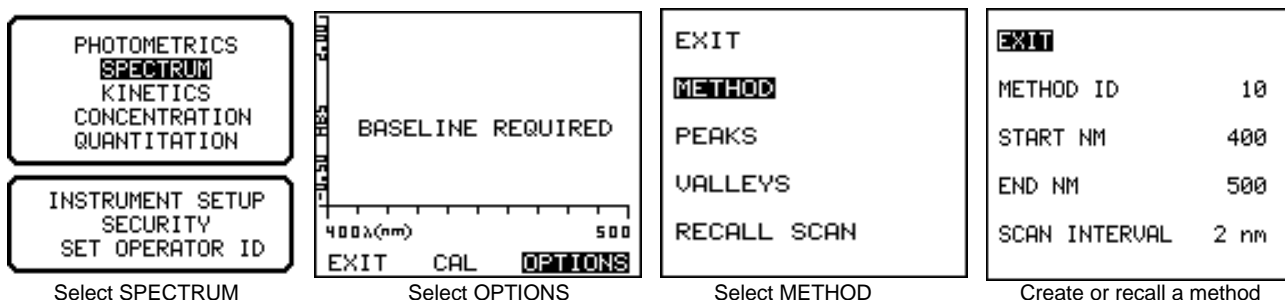 PHOTOMETRICS
SPECTRUM
KINETICS
CONCENTRATION
QUANTITATION
INSTRUMENT SETUP
SECURITY
SET OPERATOR ID
Select SPECTRUM
ABS
BASELINE REQUIRED
400λ(nm) 500
EXIT CAL OPTIONS
Select OPTIONS
EXIT
METHOD
PEAKS
VALLEYS
RECALL SCAN
Select METHOD
EXIT
METHOD ID 10
START NM 400
END NM 500
SCAN INTERVAL 2 nm
Create or recall a method